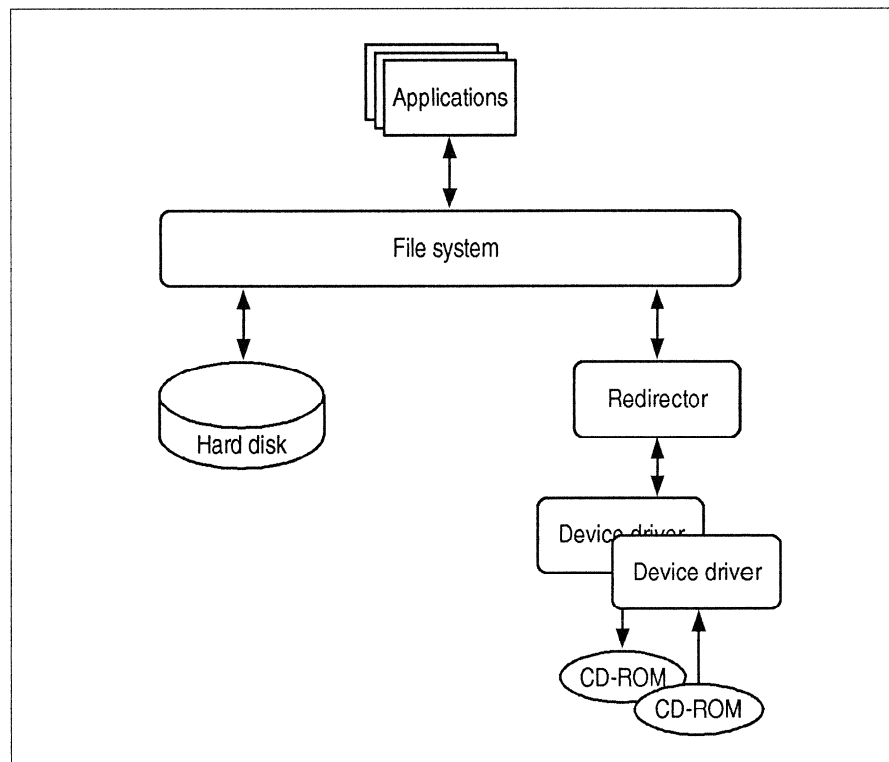 Applications
File system
Hard disk
Redirector
Device driver
Device driver
CD-ROM
CD-ROM